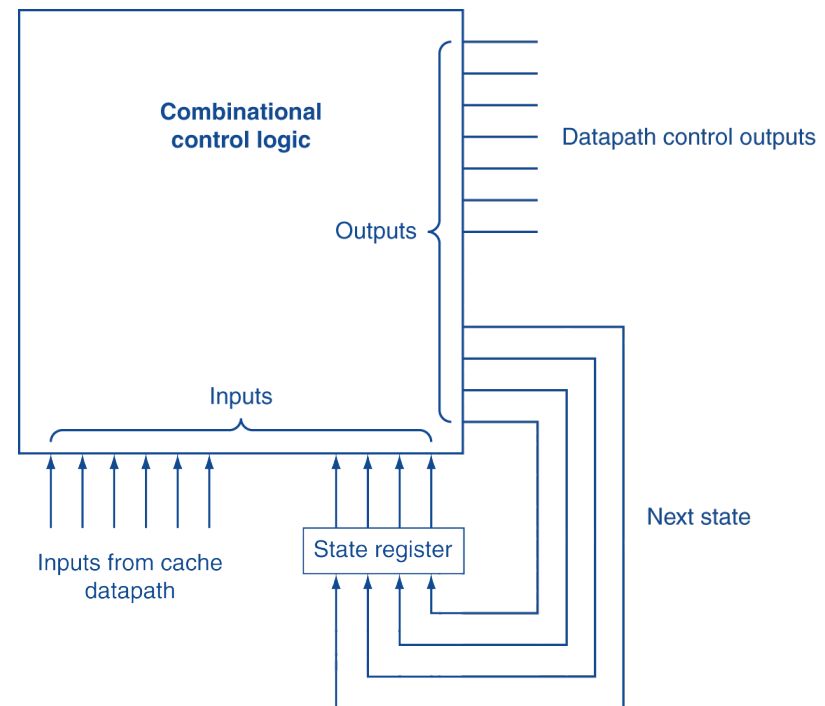 Combinational
control logic
Datapath control outputs
Outputs
Inputs
Next state
State register
Inputs from cache
datapath